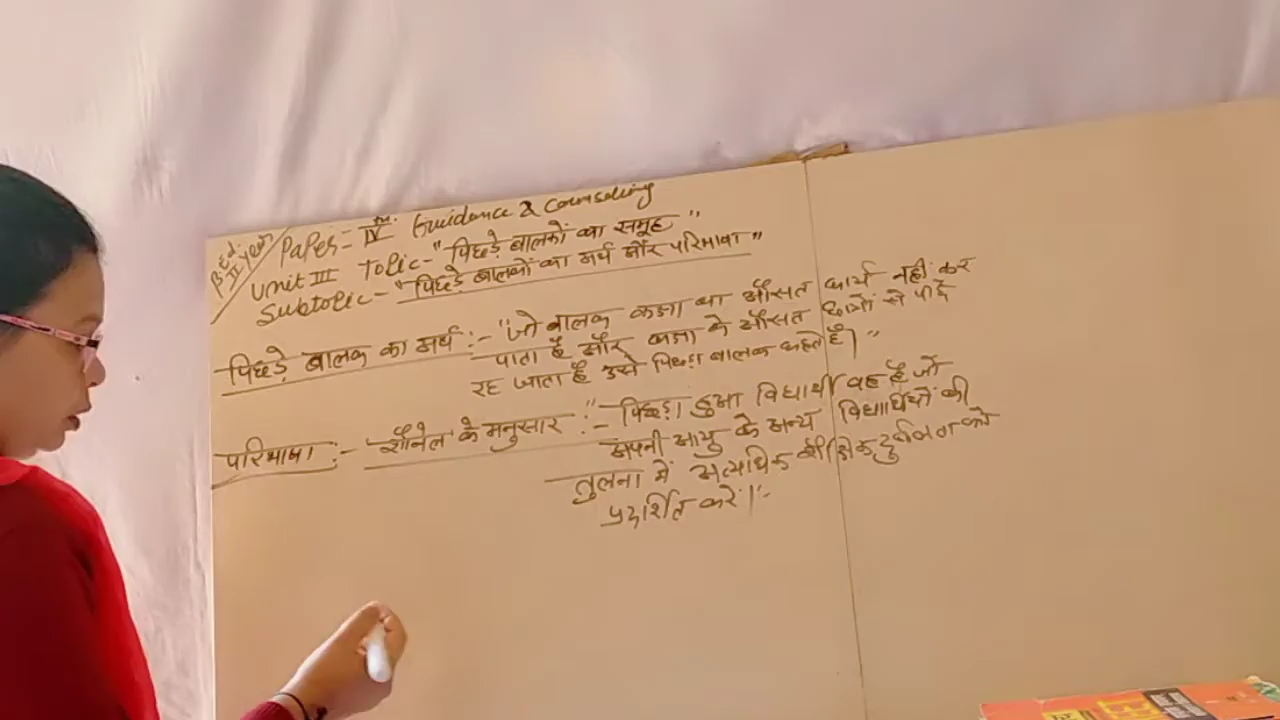 B.Ed.
II year
Paper- IV th. Guidance & Counseling
Unit III Topic- "पिछड़े बालकों का समूह"
Subtopic- "पिछड़े बालकों का अर्थ और परिभाषा"
पिछड़े बालक का अर्थ :- "जो बालक कक्षा का औसत कार्य नहीं कर
पाता है और कक्षा के औसत छात्रों से पीछे
रह जाता है उसे पिछड़ा बालक कहते हैं।"
परिभाषा :- शौनेल के अनुसार :- "पिछड़ा हुआ विद्यार्थी वह है जो
अपनी आयु के अन्य विद्यार्थियों की
तुलना में अत्यधिक शैक्षिक दुर्बलता को
प्रदर्शित करें।"